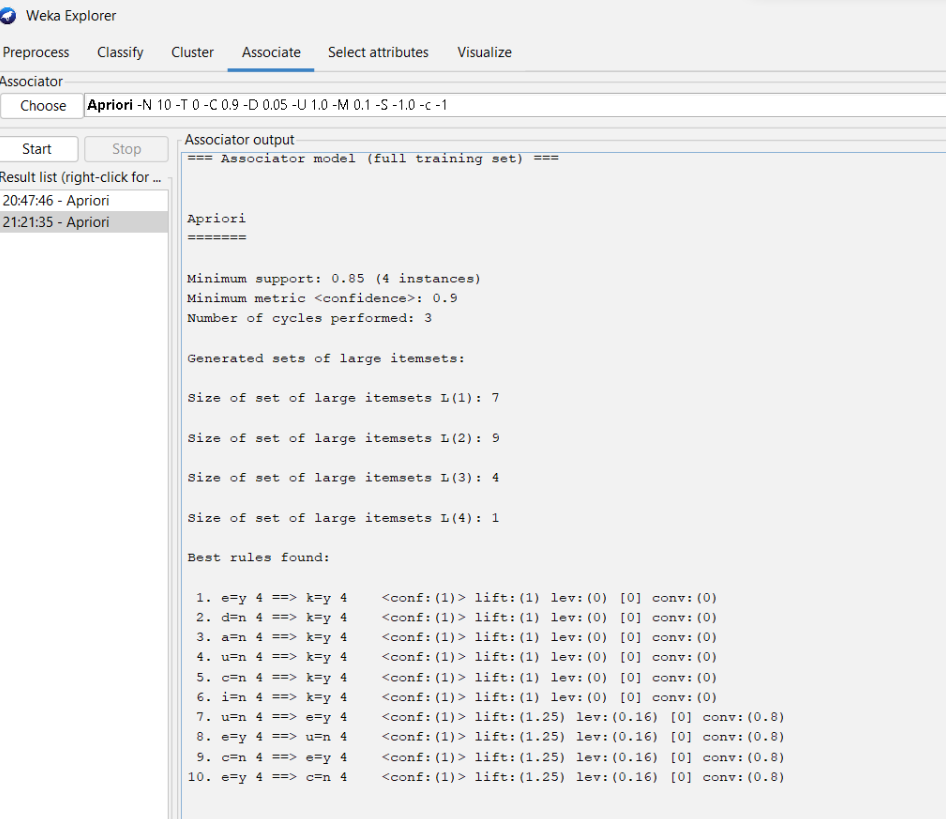 Weka Explorer
Preprocess Classify Cluster Associate Select attributes Visualize
Associator
Choose Apriori -N 10 -T 0 -C 0.9 -D 0.05 -U 1.0 -M 0.1 -S -1.0 -c -1
Start Stop
Associator output
Result list (right-click for ...
20:47:46 - Apriori
21:21:35 - Apriori
=== Associator model (full training set) ===
Apriori
=======
Minimum support: 0.85 (4 instances)
Minimum metric <confidence>: 0.9
Number of cycles performed: 3
Generated sets of large itemsets:
Size of set of large itemsets L(1): 7
Size of set of large itemsets L(2): 9
Size of set of large itemsets L(3): 4
Size of set of large itemsets L(4): 1
Best rules found:
1. e=y 4 ==> k=y 4    <conf:(1)> lift:(1) lev:(0) [0] conv:(0)
2. d=n 4 ==> k=y 4    <conf:(1)> lift:(1) lev:(0) [0] conv:(0)
3. a=n 4 ==> k=y 4    <conf:(1)> lift:(1) lev:(0) [0] conv:(0)
4. u=n 4 ==> k=y 4    <conf:(1)> lift:(1) lev:(0) [0] conv:(0)
5. c=n 4 ==> k=y 4    <conf:(1)> lift:(1) lev:(0) [0] conv:(0)
6. i=n 4 ==> k=y 4    <conf:(1)> lift:(1) lev:(0) [0] conv:(0)
7. u=n 4 ==> e=y 4    <conf:(1)> lift:(1.25) lev:(0.16) [0] conv:(0.8)
8. e=y 4 ==> u=n 4    <conf:(1)> lift:(1.25) lev:(0.16) [0] conv:(0.8)
9. c=n 4 ==> e=y 4    <conf:(1)> lift:(1.25) lev:(0.16) [0] conv:(0.8)
10. e=y 4 ==> c=n 4    <conf:(1)> lift:(1.25) lev:(0.16) [0] conv:(0.8)